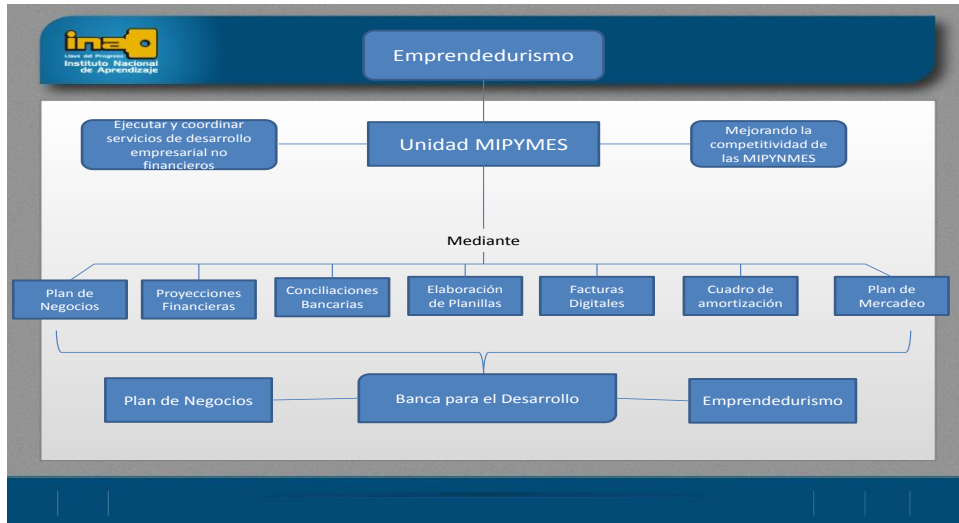 ina
Llave del Progreso
Instituto Nacional
de Aprendizaje
Emprendedurismo
Ejecutar y coordinar
servicios de desarrollo
empresarial no
financieros
Unidad MIPYMES
Mejorando la
competitividad de
las MIPYNMES
Mediante
Plan de
Negocios
Proyecciones
Financieras
Conciliaciones
Bancarias
Elaboración
de Planillas
Facturas
Digitales
Cuadro de
amortización
Plan de
Mercadeo
Plan de Negocios
Banca para el Desarrollo
Emprendedurismo